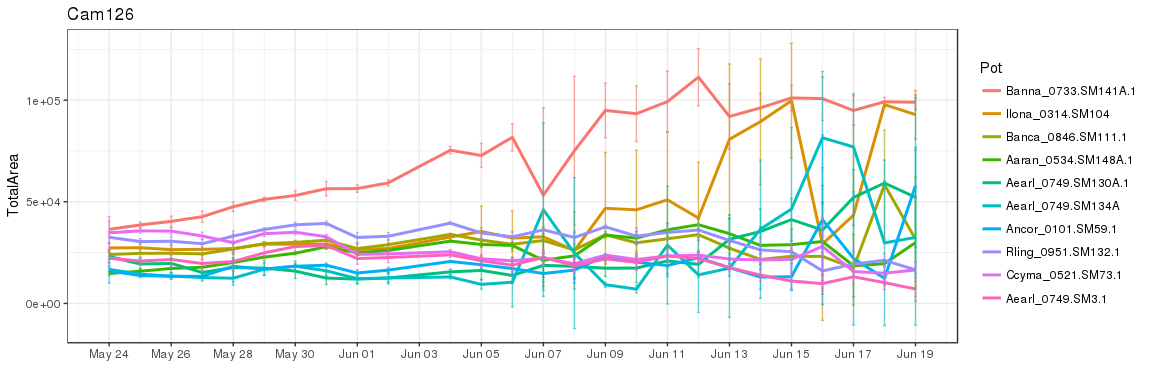 Cam126
TotalArea
1e+05
5e+04
0e+00
May 24 May 26 May 28 May 30 Jun 01 Jun 03 Jun 05 Jun 07 Jun 09 Jun 11 Jun 13 Jun 15 Jun 17 Jun 19
Pot
Banna_0733.SM141A.1
Ilona_0314.SM104
Banca_0846.SM111.1
Aaran_0534.SM148A.1
Aearl_0749.SM130A.1
Aearl_0749.SM134A
Ancor_0101.SM59.1
Rling_0951.SM132.1
Ccyma_0521.SM73.1
Aearl_0749.SM3.1